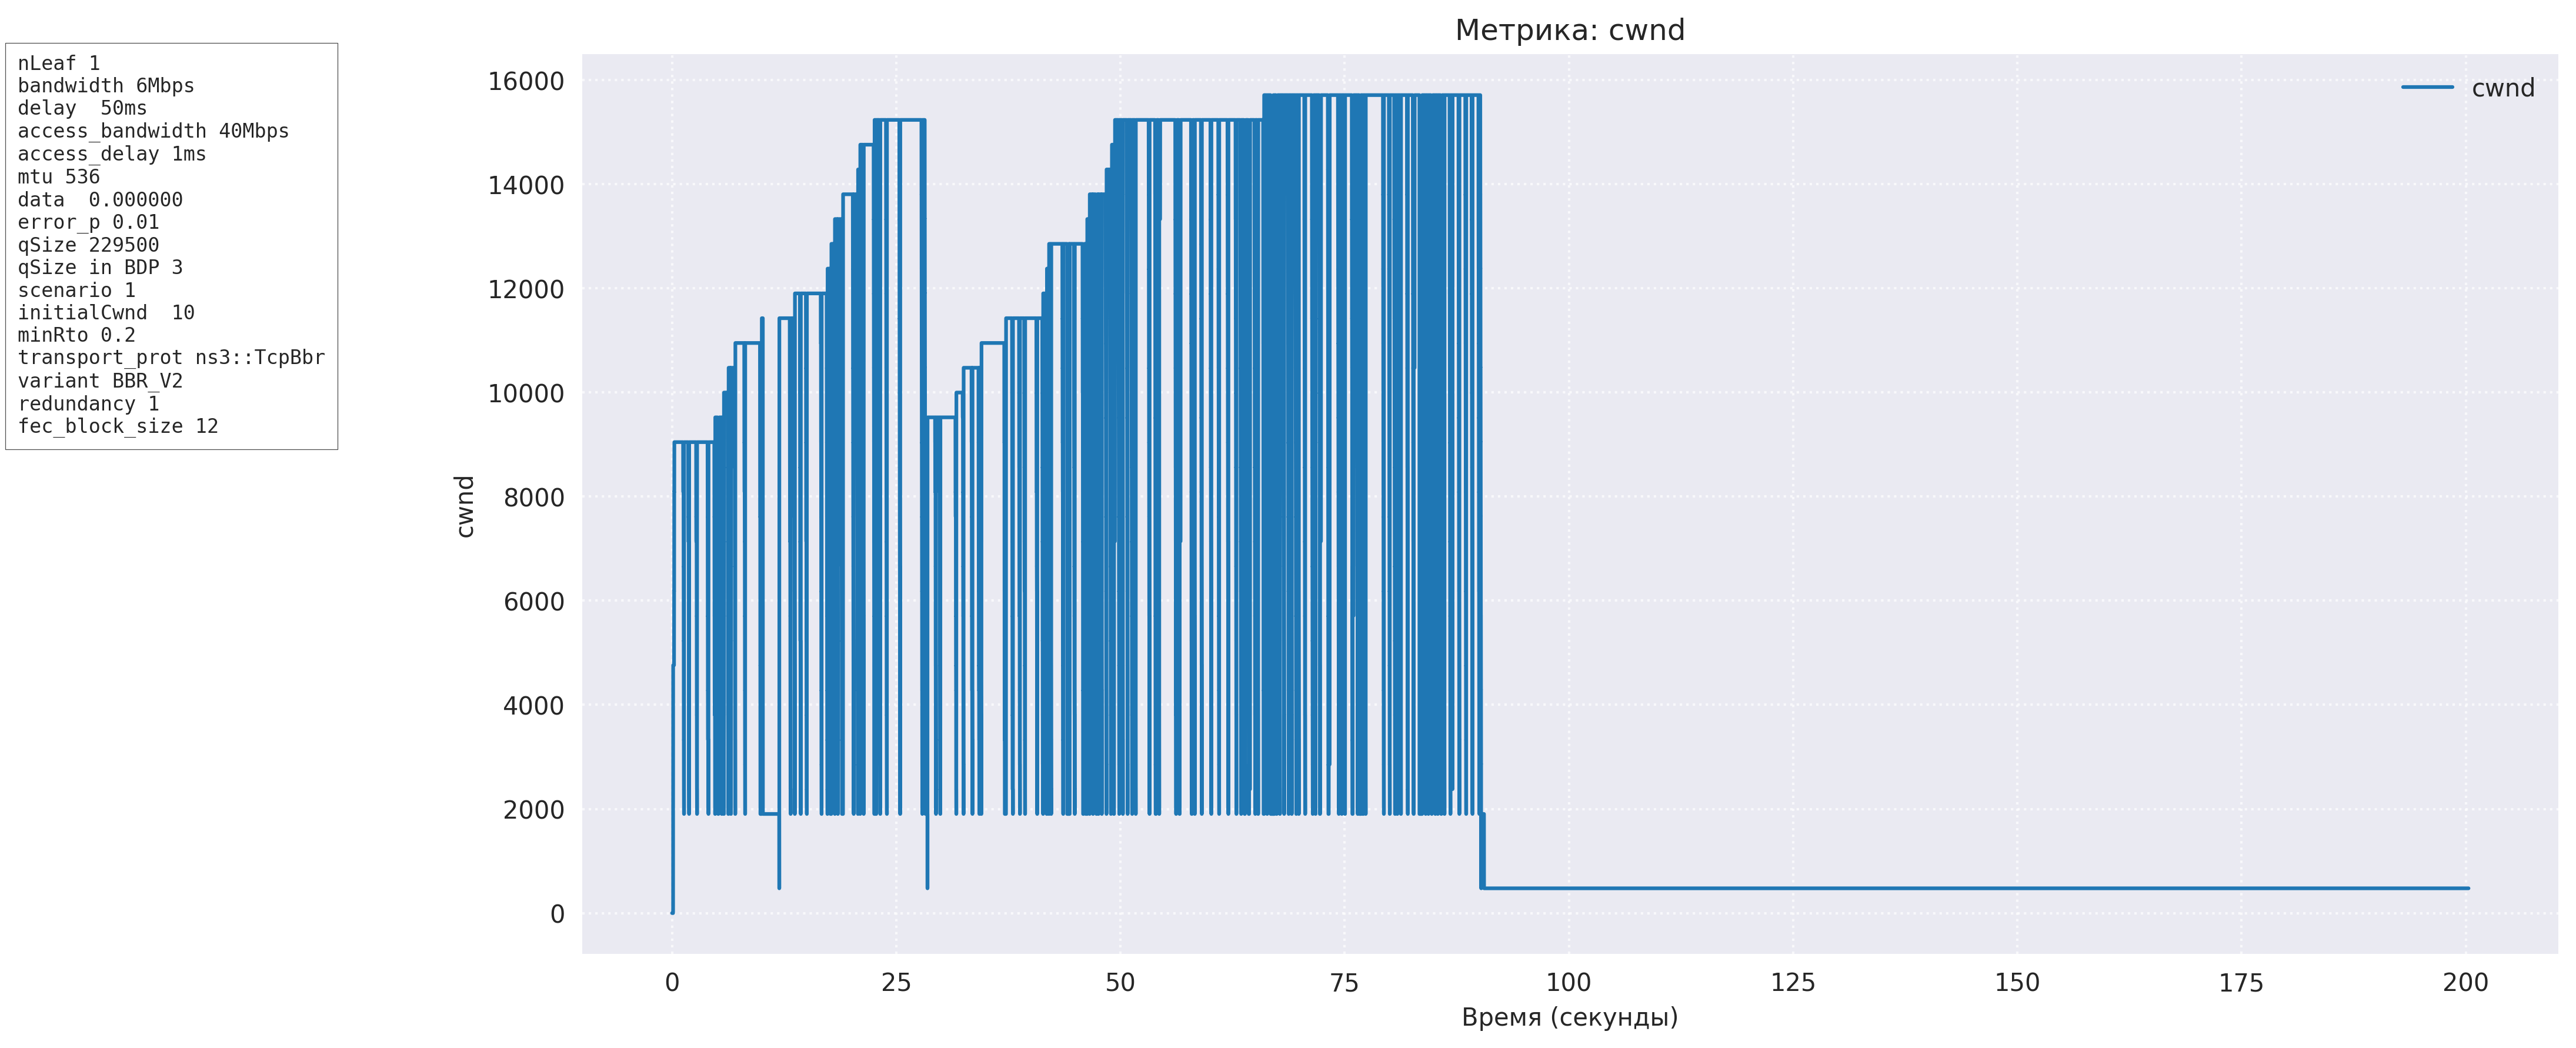 Метрика: cwnd
nLeaf 1
bandwidth 6Mbps
delay  50ms
access_bandwidth 40Mbps
access_delay 1ms
mtu 536
data  0.000000
error_p 0.01
qSize 229500
qSize in BDP 3
scenario 1
initialCwnd  10
minRto 0.2
transport_prot ns3::TcpBbr
variant BBR_V2
redundancy 1
fec_block_size 12
cwnd
16000
14000
12000
10000
8000
6000
4000
2000
0
cwnd
0 25 50 75 100 125 150 175 200
Время (секунды)